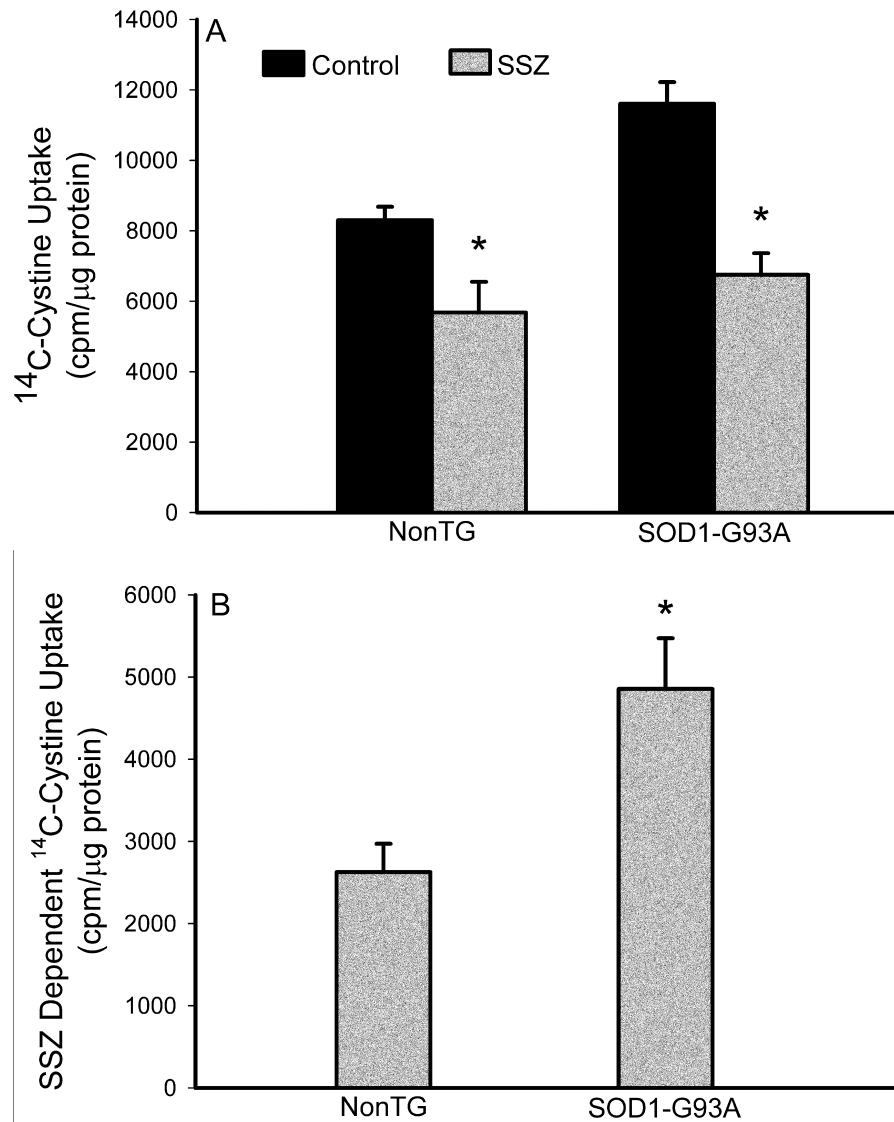 A
Control
SSZ
14000
12000
10000
8000
6000
4000
2000
0
¹⁴C-Cystine Uptake
(cpm/μg protein)
*
*
NonTG
SOD1-G93A
B
6000
5000
4000
3000
2000
1000
0
SSZ Dependent ¹⁴C-Cystine Uptake
(cpm/μg protein)
*
NonTG
SOD1-G93A